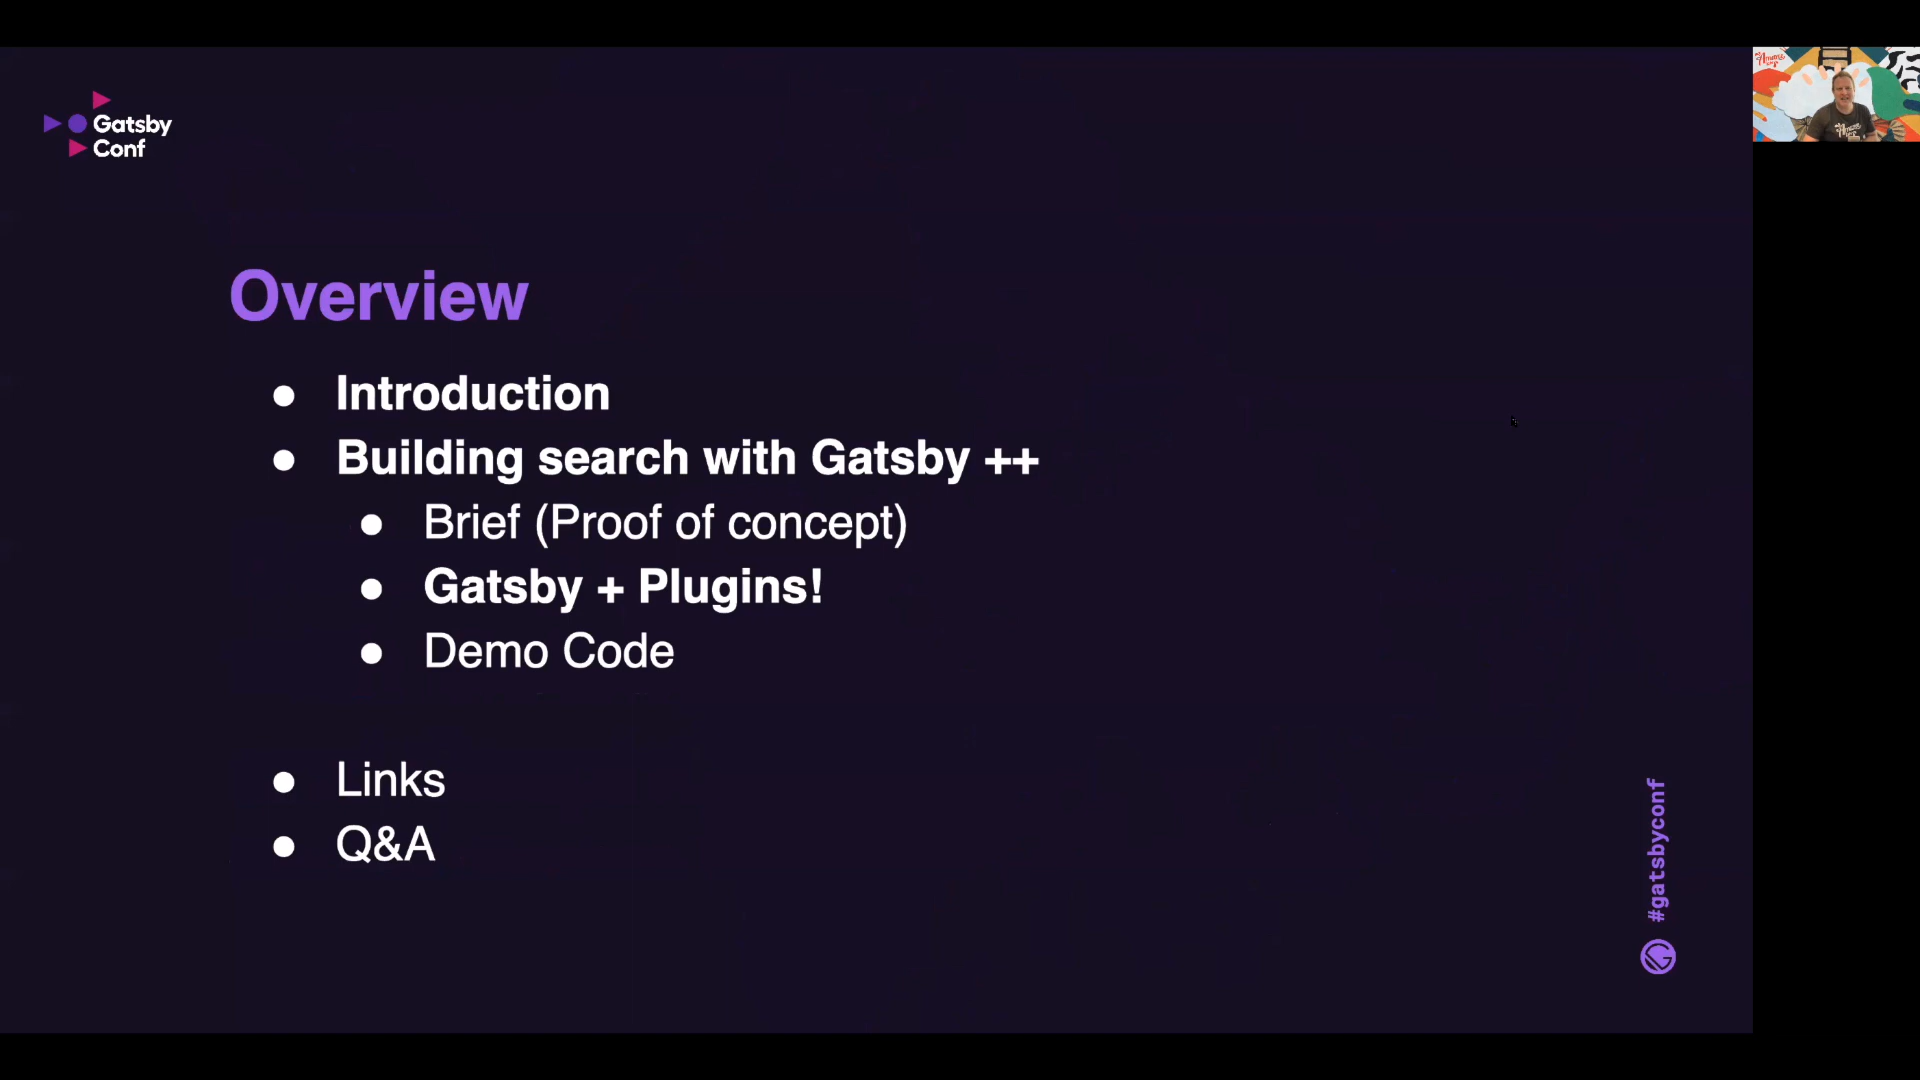 Gatsby
Conf
Overview
● Introduction
● Building search with Gatsby ++
● Brief (Proof of concept)
● Gatsby + Plugins!
● Demo Code
● Links
● Q&A
#gatsbyconf